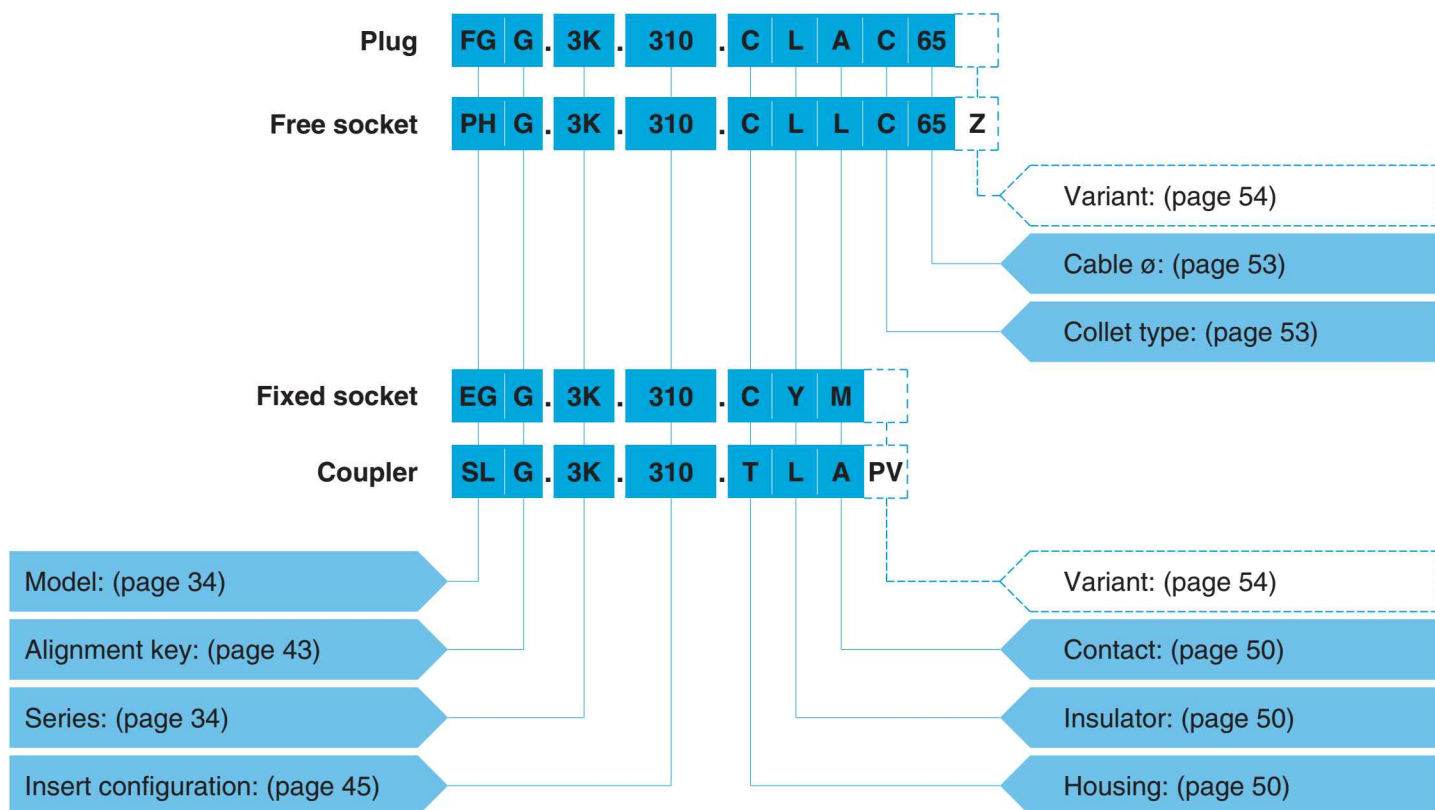 Plug FG G . 3K . 310 . C L A C 65
Free socket PH G . 3K . 310 . C L L C 65 Z
Variant: (page 54)
Cable ø: (page 53)
Collet type: (page 53)
Fixed socket EG G . 3K . 310 . C Y M
Coupler SL G . 3K . 310 . T L A PV
Model: (page 34)
Variant: (page 54)
Alignment key: (page 43)
Contact: (page 50)
Series: (page 34)
Insulator: (page 50)
Insert configuration: (page 45)
Housing: (page 50)